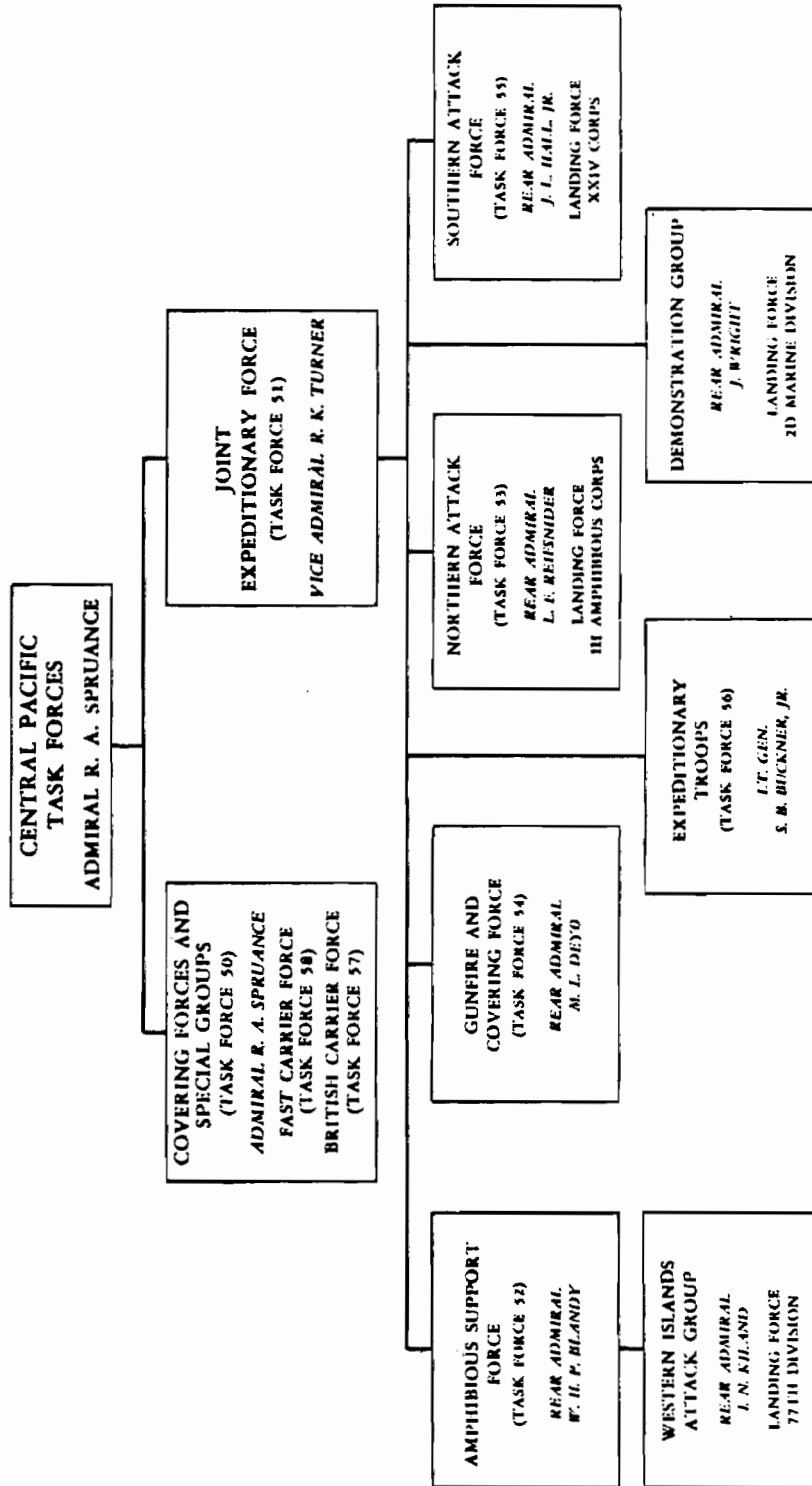 CENTRAL PACIFIC
TASK FORCES
ADMIRAL R. A. SPRUANCE
COVERING FORCES AND
SPECIAL GROUPS
(TASK FORCE 50)
ADMIRAL R. A. SPRUANCE
FAST CARRIER FORCE
(TASK FORCE 58)
BRITISH CARRIER FORCE
(TASK FORCE 57)
JOINT
EXPEDITIONARY FORCE
(TASK FORCE 51)
VICE ADMIRAL R. K. TURNER
AMPHIBIOUS SUPPORT
FORCE
(TASK FORCE 52)
REAR ADMIRAL
W. H. P. BLANDY
GUNFIRE AND
COVERING FORCE
(TASK FORCE 54)
REAR ADMIRAL
M. L. DEYO
NORTHERN ATTACK
FORCE
(TASK FORCE 53)
REAR ADMIRAL
L. F. REIFSNIDER
LANDING FORCE
III AMPHIBIOUS CORPS
SOUTHERN ATTACK
FORCE
(TASK FORCE 55)
REAR ADMIRAL
J. L. HALL, JR.
LANDING FORCE
XXIV CORPS
WESTERN ISLANDS
ATTACK GROUP
REAR ADMIRAL
I. N. KILAND
LANDING FORCE
77TH DIVISION
EXPEDITIONARY
TROOPS
(TASK FORCE 56)
LT. GEN.
S. B. BUCKNER, JR.
DEMONSTRATION GROUP
REAR ADMIRAL
J. WRIGHT
LANDING FORCE
2D MARINE DIVISION